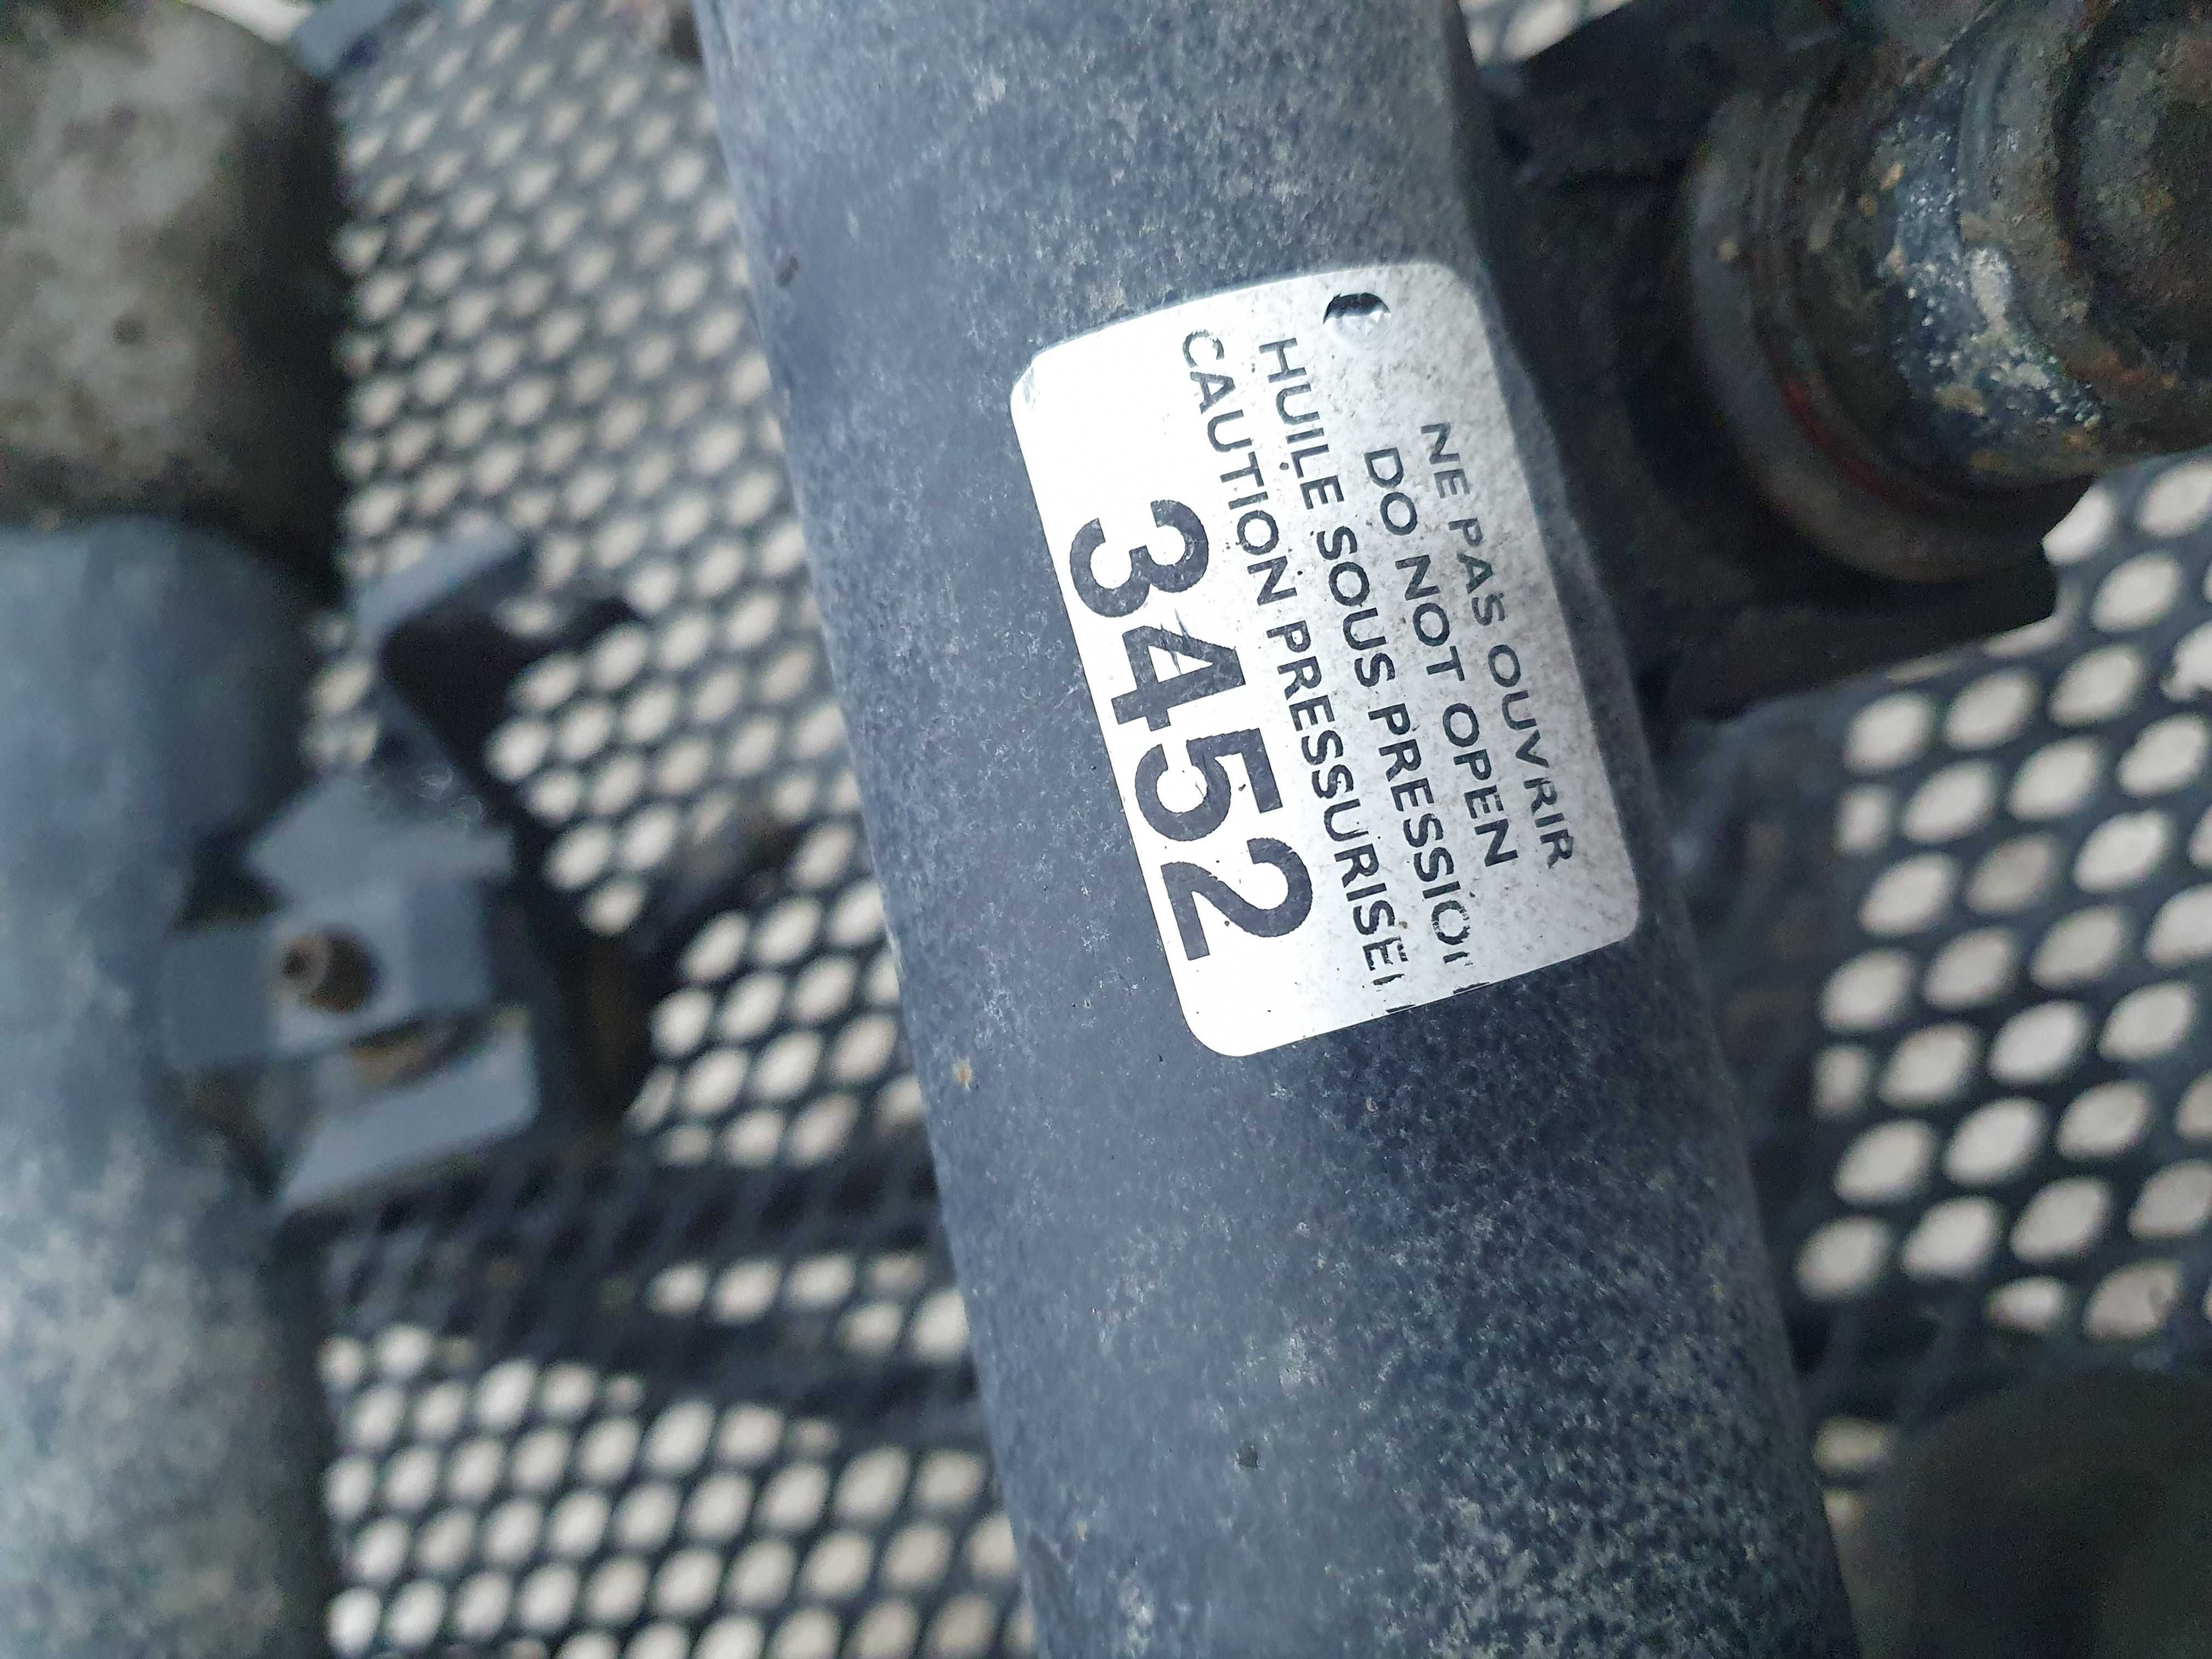 NE PAS OUVRIR
DO NOT OPEN
HUILE SOUS PRESSION
CAUTION PRESSURISED
3452